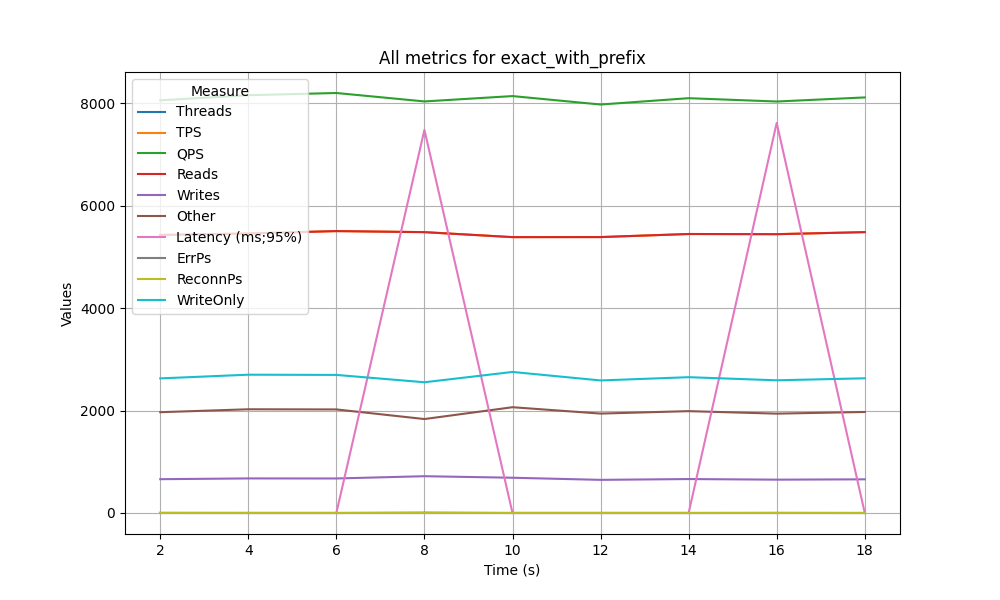 All metrics for exact_with_prefix
Measure
Threads
TPS
QPS
Reads
Writes
Other
Latency (ms;95%)
ErrPs
ReconnPs
WriteOnly
8000
6000
4000
2000
0
Values
2 4 6 8 10 12 14 16 18
Time (s)